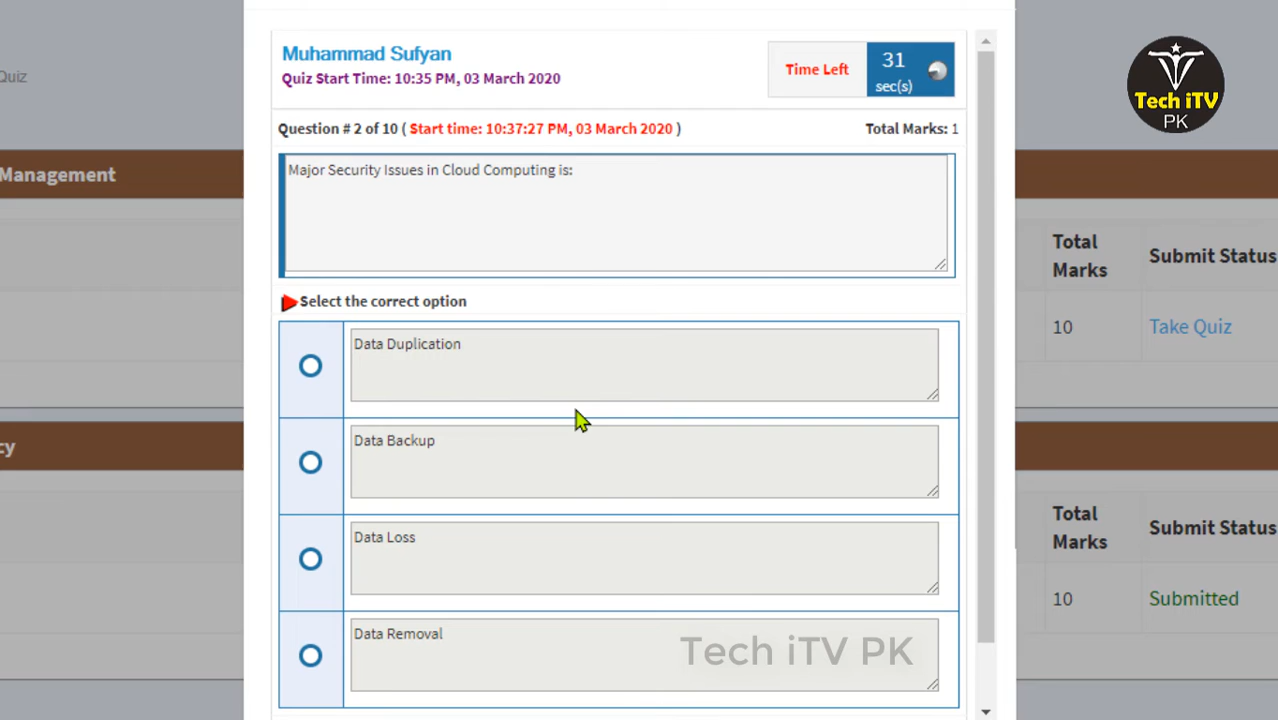 Quiz
Muhammad Sufyan
Quiz Start Time: 10:35 PM, 03 March 2020
Time Left
31
sec(s)
Tech iTV
PK
Question # 2 of 10 ( Start time: 10:37:27 PM, 03 March 2020 )
Total Marks: 1
Management
Major Security Issues in Cloud Computing is:
Total
Marks
Submit Status
Select the correct option
10
Take Quiz
Data Duplication
Data Backup
cy
Data Loss
Total
Marks
Submit Status
10
Submitted
Data Removal
Tech iTV PK